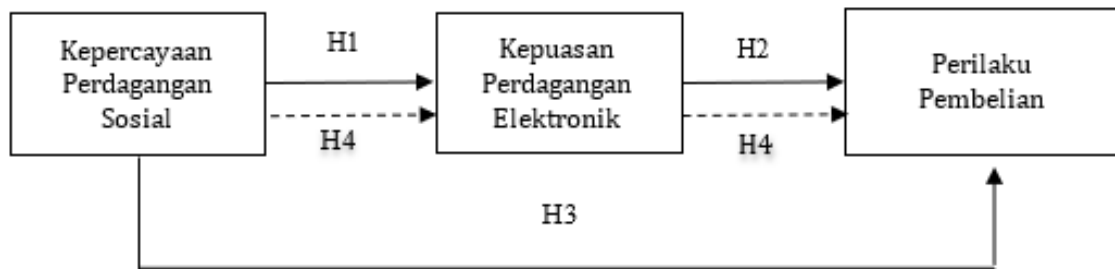 Kepercayaan
Perdagangan
Sosial
H1
H4
Kepuasan
Perdagangan
Elektronik
H2
H4
Perilaku
Pembelian
H3